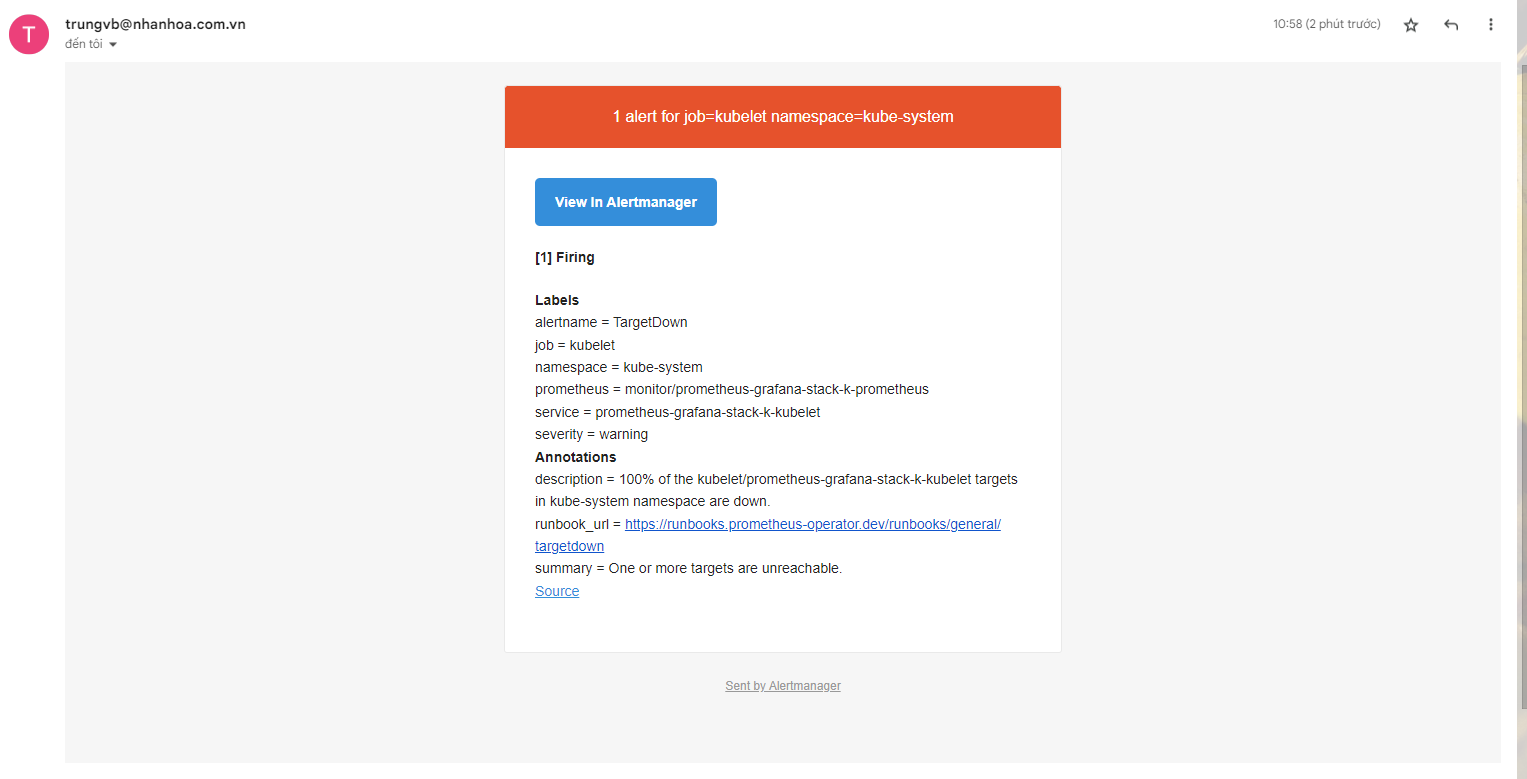 T
trungvb@nhanhoa.com.vn
10:58 (2 phút trước)
đến tôi
1 alert for job=kubelet namespace=kube-system
View In Alertmanager
[1] Firing
Labels
alertname = TargetDown
job = kubelet
namespace = kube-system
prometheus = monitor/prometheus-grafana-stack-k-prometheus
service = prometheus-grafana-stack-k-kubelet
severity = warning
Annotations
description = 100% of the kubelet/prometheus-grafana-stack-k-kubelet targets
in kube-system namespace are down.
runbook_url = https://runbooks.prometheus-operator.dev/runbooks/general/
targetdown
summary = One or more targets are unreachable.
Source
Sent by Alertmanager